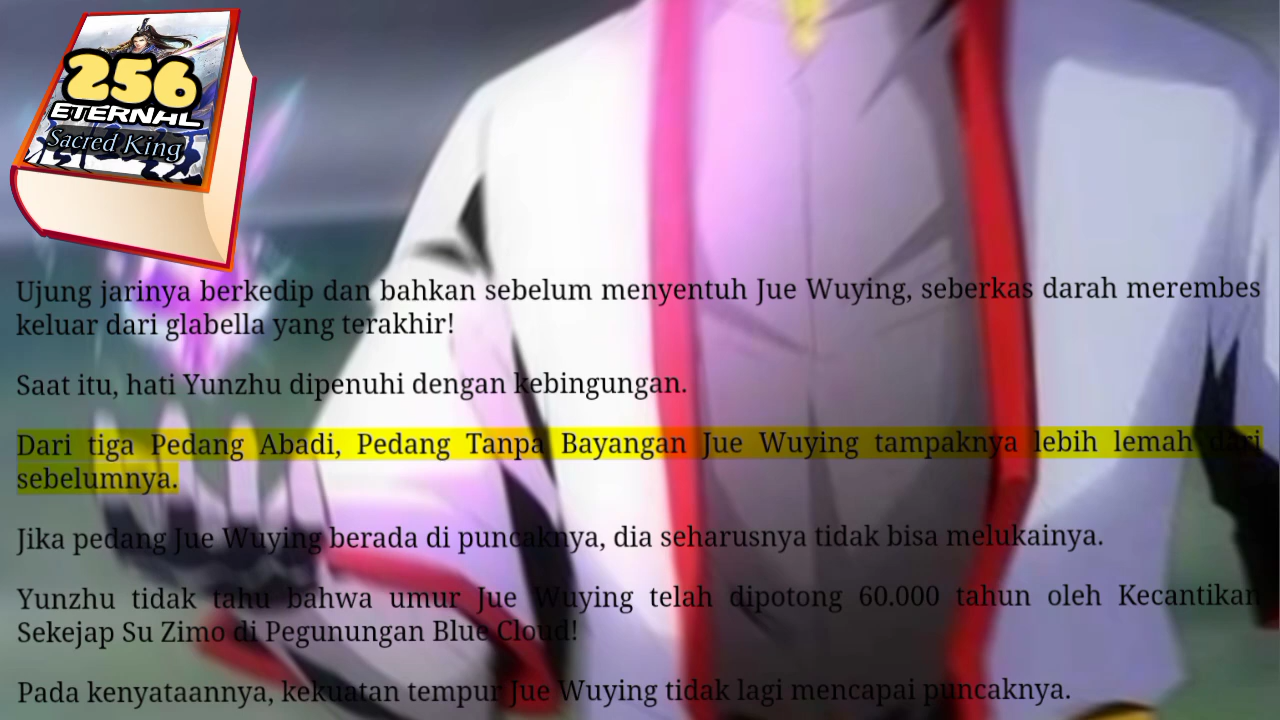 256
ETERNAL
Sacred King
Ujung jarinya berkedip dan bahkan sebelum menyentuh Jue Wuying, seberkas darah merembes
keluar dari glabella yang terakhir!
Saat itu, hati Yunzhu dipenuhi dengan kebingungan.
Dari tiga Pedang Abadi, Pedang Tanpa Bayangan Jue Wuying tampaknya lebih lemah dari
sebelumnya.
Jika pedang Jue Wuying berada di puncaknya, dia seharusnya tidak bisa melukainya.
Yunzhu tidak tahu bahwa umur Jue Wuying telah dipotong 60.000 tahun oleh Kecantikan
Sekejap Su Zimo di Pegunungan Blue Cloud!
Pada kenyataannya, kekuatan tempur Jue Wuying tidak lagi mencapai puncaknya.